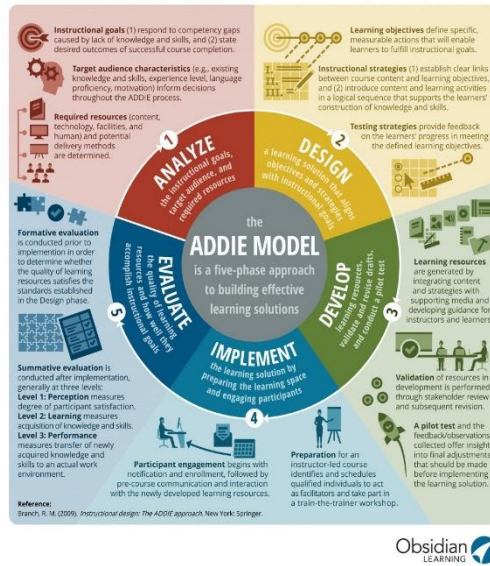 Instructional goals (1) respond to competency gaps
caused by lack of knowledge and skills, and (2) state
desired outcomes of successful course completion.
Target audience characteristics (e.g., existing
knowledge and skills, experience level, language
proficiency, motivation) inform decisions
throughout the ADDIE process.
Required resources (content,
technology, facilities, and
human) and potential
delivery methods
are determined.
Learning objectives define specific,
measurable actions that will enable
learners to fulfill instructional goals.
Instructional strategies (1) establish clear links
between course content and learning objectives,
and (2) introduce content and learning activities
in a logical sequence that supports the learners'
construction of knowledge and skills.
Testing strategies provide feedback
on the learners' progress in meeting
the defined learning objectives.
1
ANALYZE
the instructional goals,
target audience, and
required resources
2
DESIGN
a learning solution that aligns
objectives and strategies
with instructional goals
the
ADDIE MODEL
is a five-phase approach
to building effective
learning solutions
3
DEVELOP
learning resources,
validate and revise drafts,
and conduct a pilot test
4
IMPLEMENT
the learning solution by
preparing the learning space
and engaging participants
5
EVALUATE
the quality of learning
resources and how well they
accomplish instructional goals
Learning resources
are generated by
integrating content
and strategies with
supporting media and
developing guidance for
instructors and learners
Validation of resources in
development is performed
through stakeholder review
and subsequent revision.
A pilot test and the
feedback/observations
collected offer insight
into final adjustments
that should be made
before implementing
the learning solution.
Formative evaluation
is conducted prior to
implementation in order
to determine whether
the quality of learning
resources satisfies the
standards established
in the Design phase.
Summative evaluation is
conducted after implementation,
generally at three levels:
Level 1: Perception measures
degree of participant satisfaction.
Level 2: Learning measures
acquisition of knowledge and skills.
Level 3: Performance
measures transfer of newly
acquired knowledge and
skills to an actual work
environment.
Participant engagement begins with
notification and enrollment, followed by
pre-course communication and interaction
with the newly developed learning resources.
Preparation for an
instructor-led course
identifies and schedules
qualified individuals to act
as facilitators and take part in
a train-the-trainer workshop.
Reference:
Branch, R. M. (2009). Instructional design: The ADDIE approach. New York: Springer.
Obsidian
LEARNING